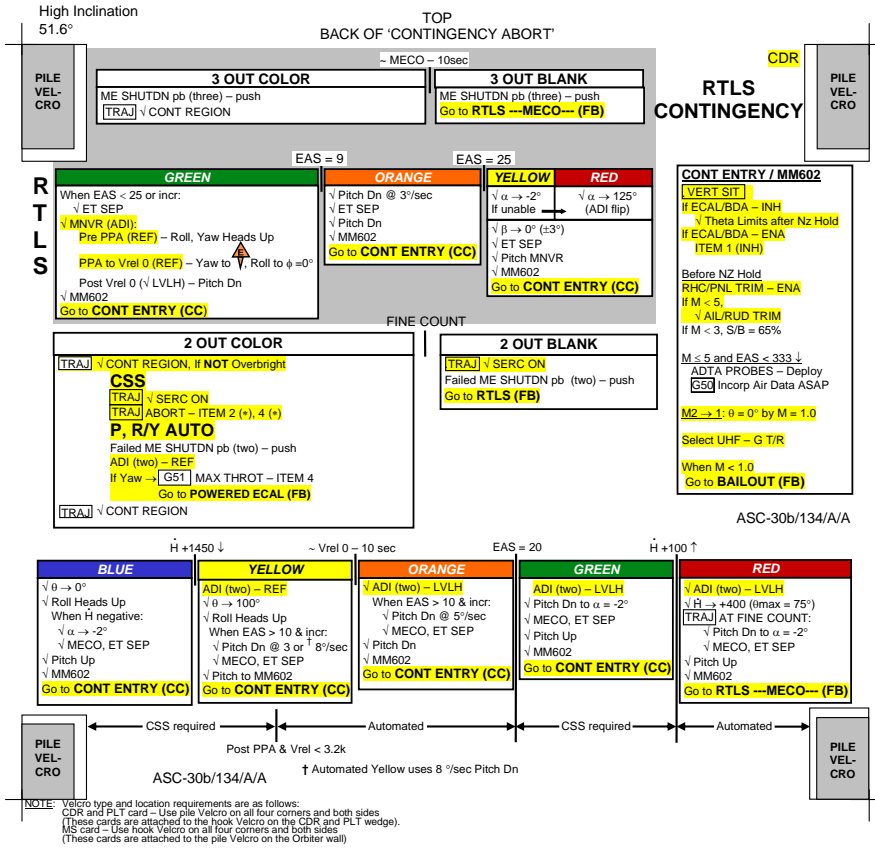 High Inclination
51.6°
TOP
BACK OF 'CONTINGENCY ABORT'
CDR
PILE
VEL-
CRO
~ MECO – 10sec
3 OUT COLOR
ME SHUTDN pb (three) – push
TRAJ √ CONT REGION
3 OUT BLANK
ME SHUTDN pb (three) – push
Go to RTLS ---MECO--- (FB)
RTLS
CONTINGENCY
PILE
VEL-
CRO
R
T
L
S
EAS = 9
EAS = 25
GREEN
When EAS < 25 or incr:
√ ET SEP
√ MNVR (ADI):
Pre PPA (REF) – Roll, Yaw Heads Up
PPA to Vrel 0 (REF) – Yaw to E, Roll to ϕ =0°
Post Vrel 0 (√ LVLH) – Pitch Dn
√ MM602
Go to CONT ENTRY (CC)
ORANGE
√ Pitch Dn @ 3°/sec
√ ET SEP
√ Pitch Dn
√ MM602
Go to CONT ENTRY (CC)
YELLOW
√ α → -2°
If unable
RED
√ α → 125°
(ADI flip)
√ β → 0° (±3°)
√ ET SEP
√ Pitch MNVR
√ MM602
Go to CONT ENTRY (CC)
CONT ENTRY / MM602
VERT SIT
If ECAL/BDA – INH
√ Theta Limits after Nz Hold
If ECAL/BDA – ENA
ITEM 1 (INH)
Before NZ Hold
RHC/PNL TRIM – ENA
If M < 5,
√ AIL/RUD TRIM
If M < 3, S/B = 65%
M ≤ 5 and EAS < 333 ↓
ADTA PROBES – Deploy
G50 Incorp Air Data ASAP
M2 → 1: θ = 0° by M = 1.0
Select UHF – G T/R
When M < 1.0
Go to BAILOUT (FB)
FINE COUNT
2 OUT COLOR
TRAJ √ CONT REGION, If NOT Overbright
CSS
TRAJ √ SERC ON
TRAJ ABORT – ITEM 2 (*), 4 (*)
P, R/Y AUTO
Failed ME SHUTDN pb (two) – push
ADI (two) – REF
If Yaw → G51 MAX THROT – ITEM 4
Go to POWERED ECAL (FB)
TRAJ √ CONT REGION
2 OUT BLANK
TRAJ √ SERC ON
Failed ME SHUTDN pb (two) – push
Go to RTLS (FB)
ASC-30b/134/A/A
Ḣ +1450 ↓
~ Vrel 0 – 10 sec
EAS = 20
Ḣ +100 ↑
BLUE
√ θ → 0°
√ Roll Heads Up
When Ḣ negative:
√ α → -2°
√ MECO, ET SEP
√ Pitch Up
√ MM602
Go to CONT ENTRY (CC)
YELLOW
ADI (two) – REF
√ θ → 100°
√ Roll Heads Up
When EAS > 10 & incr:
√ Pitch Dn @ 3 or † 8°/sec
√ MECO, ET SEP
√ Pitch to MM602
Go to CONT ENTRY (CC)
ORANGE
√ ADI (two) – LVLH
When EAS > 10 & incr:
√ Pitch Dn @ 5°/sec
√ MECO, ET SEP
√ Pitch Dn
√ MM602
Go to CONT ENTRY (CC)
GREEN
ADI (two) – LVLH
√ Pitch Dn to α = -2°
√ MECO, ET SEP
√ Pitch Up
√ MM602
Go to CONT ENTRY (CC)
RED
√ ADI (two) – LVLH
√ Ḣ → +400 (θmax = 75°)
TRAJ AT FINE COUNT:
√ Pitch Dn to α = -2°
√ MECO, ET SEP
√ Pitch Up
√ MM602
Go to RTLS ---MECO--- (FB)
PILE
VEL-
CRO
CSS required
Automated
CSS required
Automated
PILE
VEL-
CRO
Post PPA & Vrel < 3.2k
ASC-30b/134/A/A
† Automated Yellow uses 8 °/sec Pitch Dn
NOTE: Velcro type and location requirements are as follows:
CDR and PLT card – Use pile Velcro on all four corners and both sides
(These cards are attached to the hook Velcro on the CDR and PLT wedge).
MS card – Use hook Velcro on all four corners and both sides
(These cards are attached to the pile Velcro on the Orbiter wall)